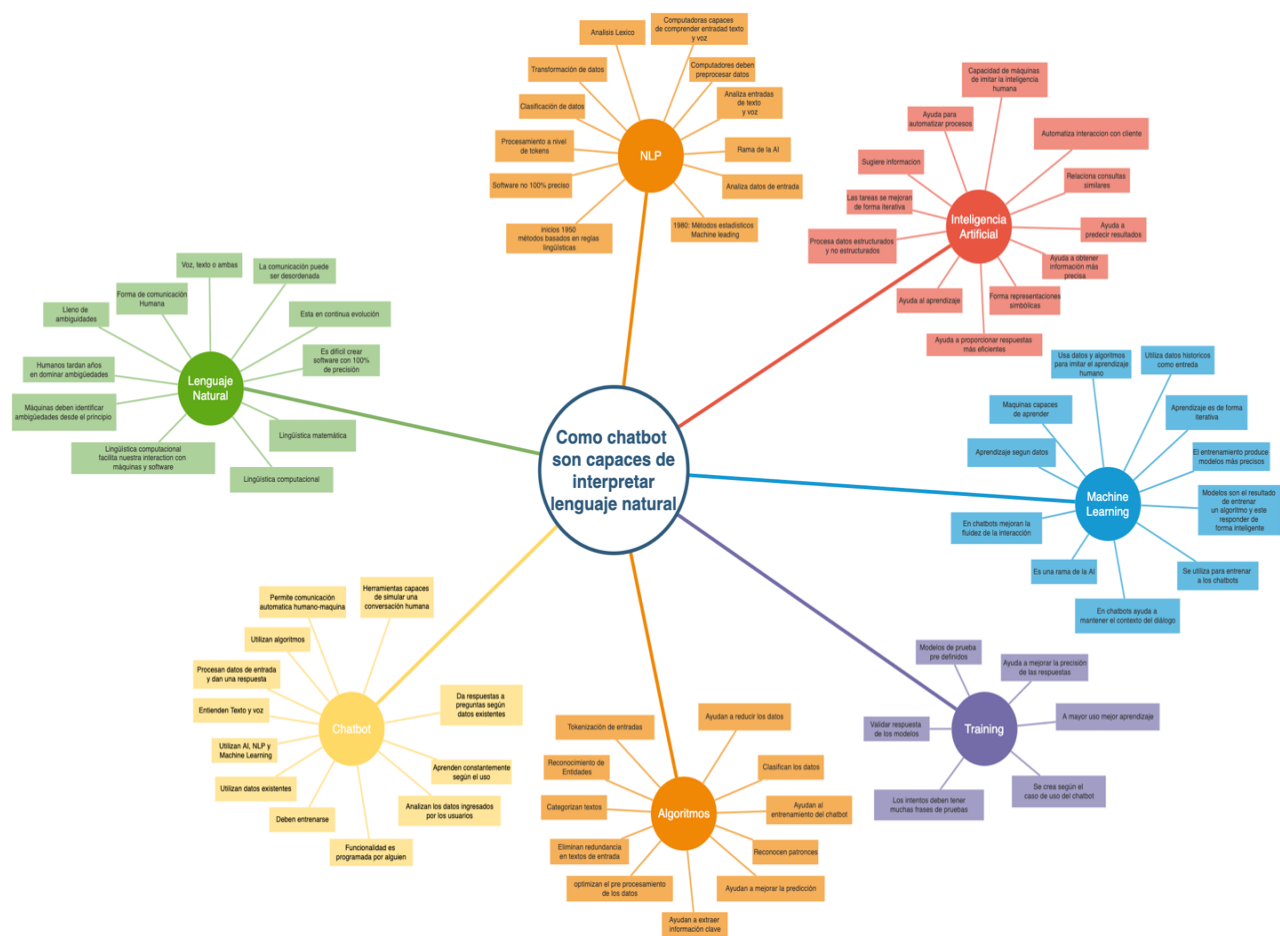 Como chatbot
son capaces de
interpretar
lenguaje natural
NLP
Analisis Lexico
Computadoras capaces
de comprender entradad texto
y voz
Transformación de datos
Computadores deben
preprocesar datos
Clasificación de datos
Analiza entradas
de texto
y voz
Procesamiento a nivel
de tokens
Rama de la AI
Software no 100% preciso
Analiza datos de entrada
Inicios 1950
métodos basados en reglas
lingüísticas
1980: Métodos estadísticos
Machine leading
Inteligencia
Artificial
Capacidad de máquinas
de imitar la inteligencia
humana
Ayuda para
automatizar procesos
Automatiza interaccion con cliente
Sugiere informacion
Relaciona consultas
similares
Las tareas se mejoran
de forma iterativa
Ayuda a
predecir resultados
Procesa datos estructurados
y no estructurados
Ayuda a obtener
información más
precisa
Ayuda al aprendizaje
Forma representaciones
simbólicas
Ayuda a proporcionar respuestas
más eficientes
Machine
Learning
Usa datos y algoritmos
para imitar el aprendizaje
humano
Utiliza datos historicos
como entreda
Maquinas capaces
de aprender
Aprendizaje es de forma
iterativa
Aprendizaje segun datos
El entrenamiento produce
modelos más precisos
En chatbots mejoran la
fluidez de la interacción
Modelos son el resultado
de entrenar
un algoritmo y este
responder de
forma inteligente
Es una rama de la AI
Se utiliza para entrenar
a los chatbots
En chatbots ayuda a
mantener el contexto del diálogo
Training
Modelos de prueba
pre definidos
Ayuda a mejorar la precisión
de las respuestas
Validar respuesta
de los modelos
A mayor uso mejor aprendizaje
Los intentos deben tener
muchas frases de pruebas
Se crea según el
caso de uso del chatbot
Algoritmos
Tokenización de entradas
Ayudan a reducir los datos
Reconocimiento de
Entidades
Clasifican los datos
Categorizan textos
Ayudan al
entrenamiento del chatbot
Eliminan redundancia
en textos de entrada
Reconocen patronces
optimizan el pre procesamiento
de los datos
Ayudan a mejorar la predicción
Ayudan a extraer
información clave
Chatbot
Permite comunicación
automatica humano-maquina
Herramientas capaces
de simular una
conversación humana
Utilizan algoritmos
Procesan datos de entrada
y dan una respuesta
Da respuestas a
preguntas según
datos existentes
Entienden Texto y voz
Utilizan AI, NLP y
Machine Learning
Aprenden constantemente
según el uso
Utilizan datos existentes
Analizan los datos ingresados
por los usuarios
Deben entrenarse
Funcionalidad es
programada por alguien
Lenguaje
Natural
Voz, texto o ambas
La comunicación puede
ser desordenada
Forma de comunicación
Humana
Lleno de
ambiguidades
Esta en continua evolución
Humanos tardan años
en dominar ambigüedades
Es difícil crear
software con 100%
de precisión
Máquinas deben identificar
ambigüedades desde el principio
Lingüística matemática
Lingüística computacional
facilita nuestra interaction con
máquinas y software
Lingüística computacional